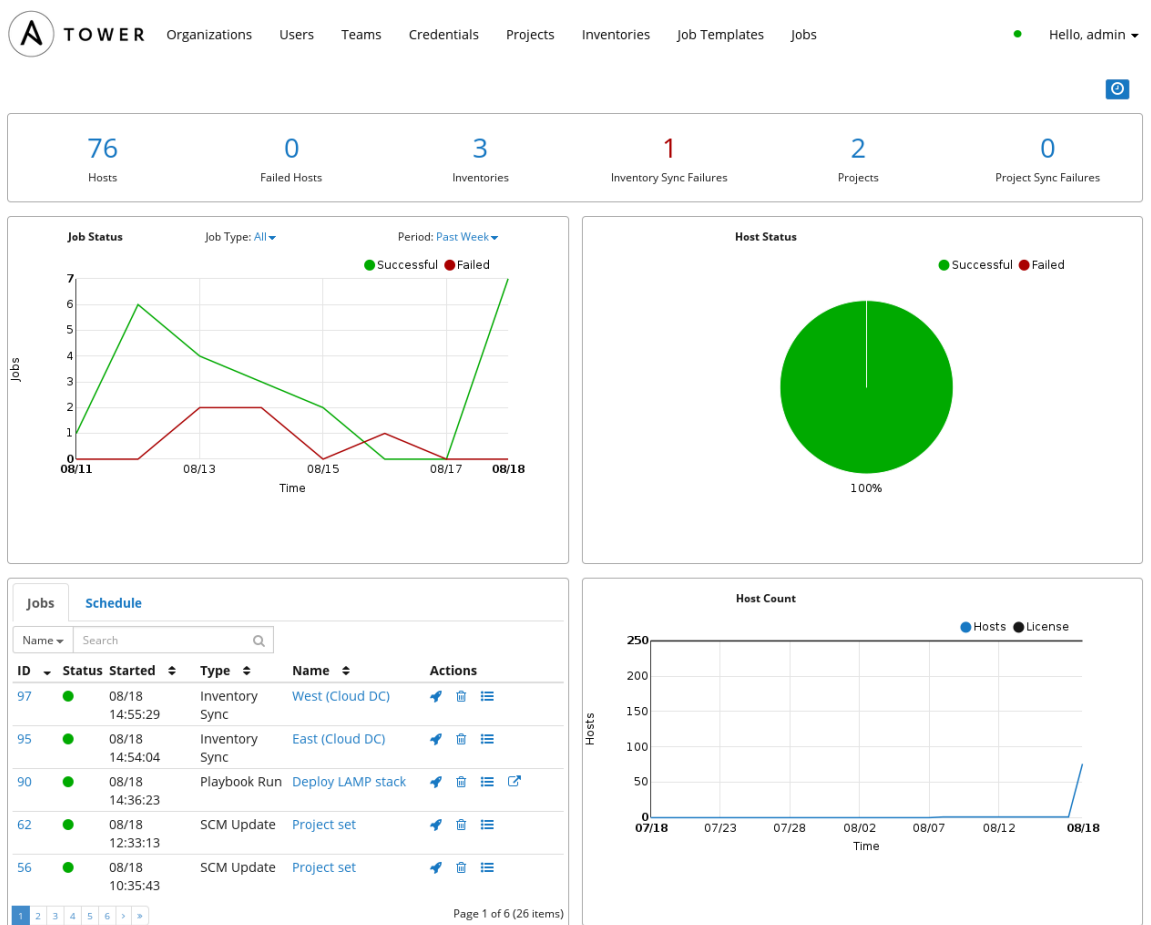 TOWER Organizations Users Teams Credentials Projects Inventories Job Templates Jobs Hello, admin
76 0 3 1 2 0
Hosts Failed Hosts Inventories Inventory Sync Failures Projects Project Sync Failures
Job Status Job Type: All Period: Past Week
Successful Failed
7
6
5
4
3
2
1
0
Jobs
08/11 08/13 08/15 08/17 08/18
Time
Host Status
Successful Failed
100%
Jobs Schedule
Name Search
ID Status Started Type Name Actions
97 08/18 14:55:29 Inventory Sync West (Cloud DC)
95 08/18 14:54:04 Inventory Sync East (Cloud DC)
90 08/18 14:36:23 Playbook Run Deploy LAMP stack
62 08/18 12:33:13 SCM Update Project set
56 08/18 10:35:43 SCM Update Project set
1 2 3 4 5 6 › » Page 1 of 6 (26 items)
Host Count
Hosts License
250
200
150
100
50
0
Hosts
07/18 07/23 07/28 08/02 08/07 08/12 08/18
Time